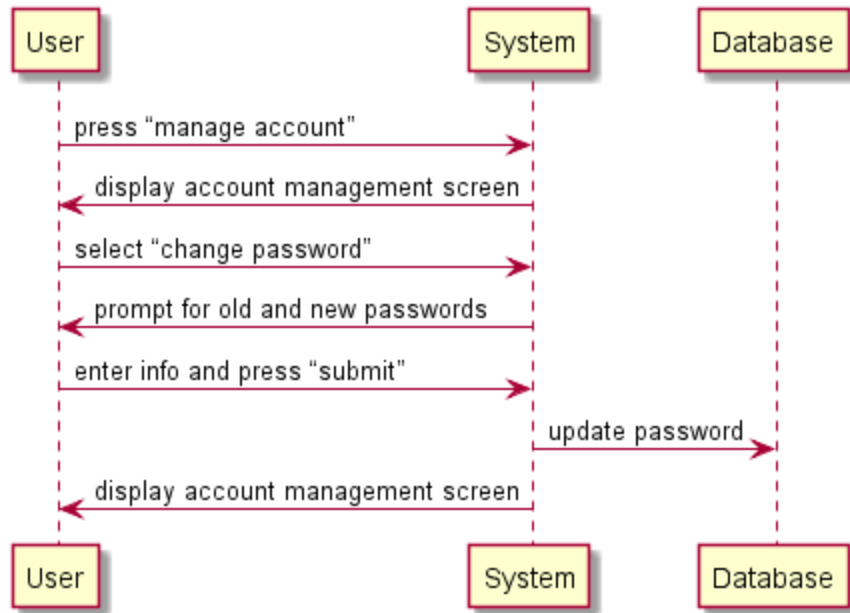 User System Database
press “manage account”
display account management screen
select “change password”
prompt for old and new passwords
enter info and press “submit”
update password
display account management screen
User System Database